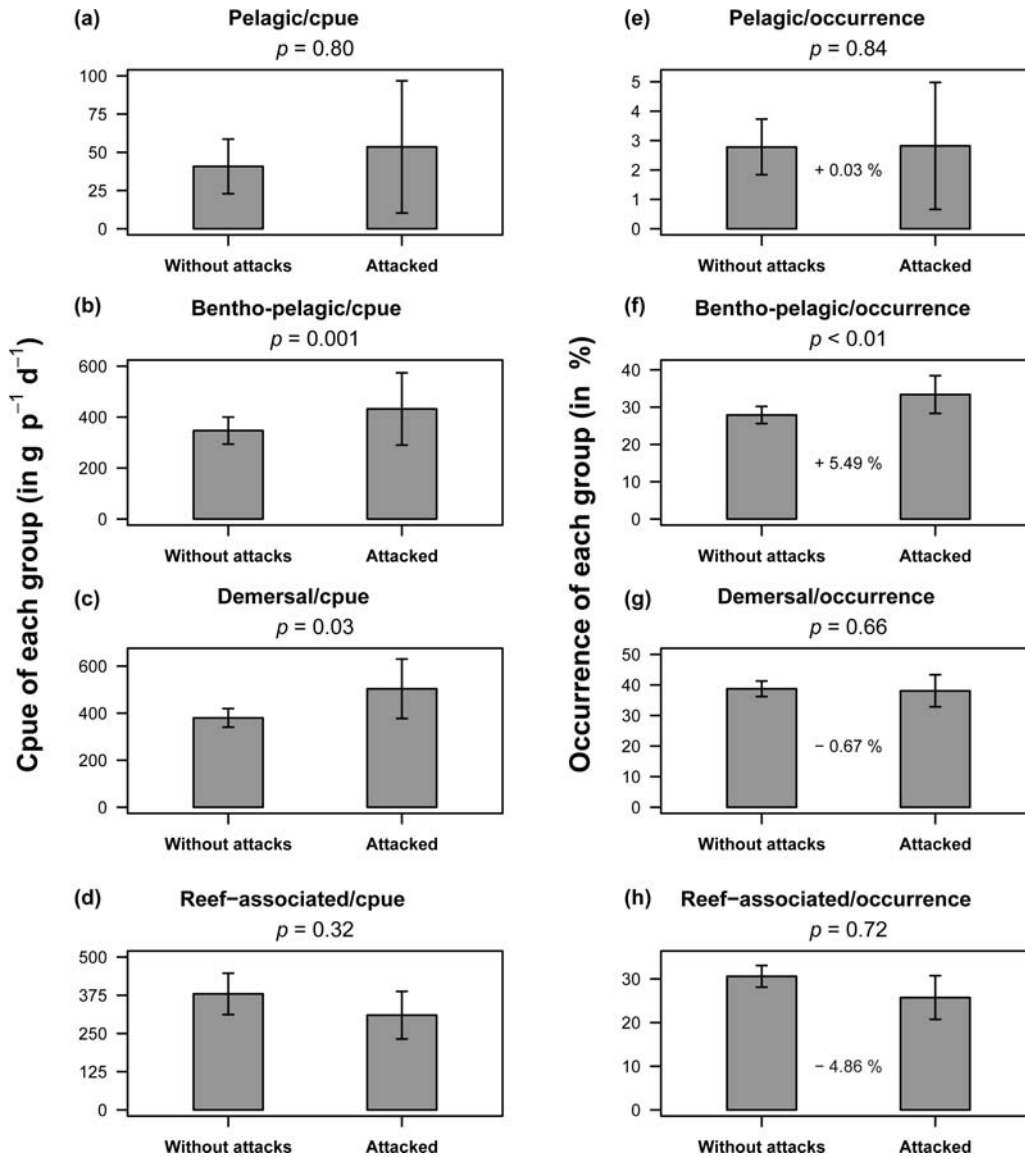 (a) Pelagic/cpue
p = 0.80
100
75
50
25
0
Without attacks Attacked
(b) Bentho-pelagic/cpue
p = 0.001
600
400
200
0
Without attacks Attacked
(c) Demersal/cpue
p = 0.03
600
400
200
0
Without attacks Attacked
(d) Reef−associated/cpue
p = 0.32
500
375
250
125
0
Without attacks Attacked
Cpue of each group (in g p⁻¹ d⁻¹)
(e) Pelagic/occurrence
p = 0.84
5
4
3
2
1
0
+ 0.03 %
Without attacks Attacked
(f) Bentho-pelagic/occurrence
p < 0.01
40
30
20
10
0
+ 5.49 %
Without attacks Attacked
(g) Demersal/occurrence
p = 0.66
50
40
30
20
10
0
− 0.67 %
Without attacks Attacked
(h) Reef−associated/occurrence
p = 0.72
30
20
10
0
− 4.86 %
Without attacks Attacked
Occurrence of each group (in %)